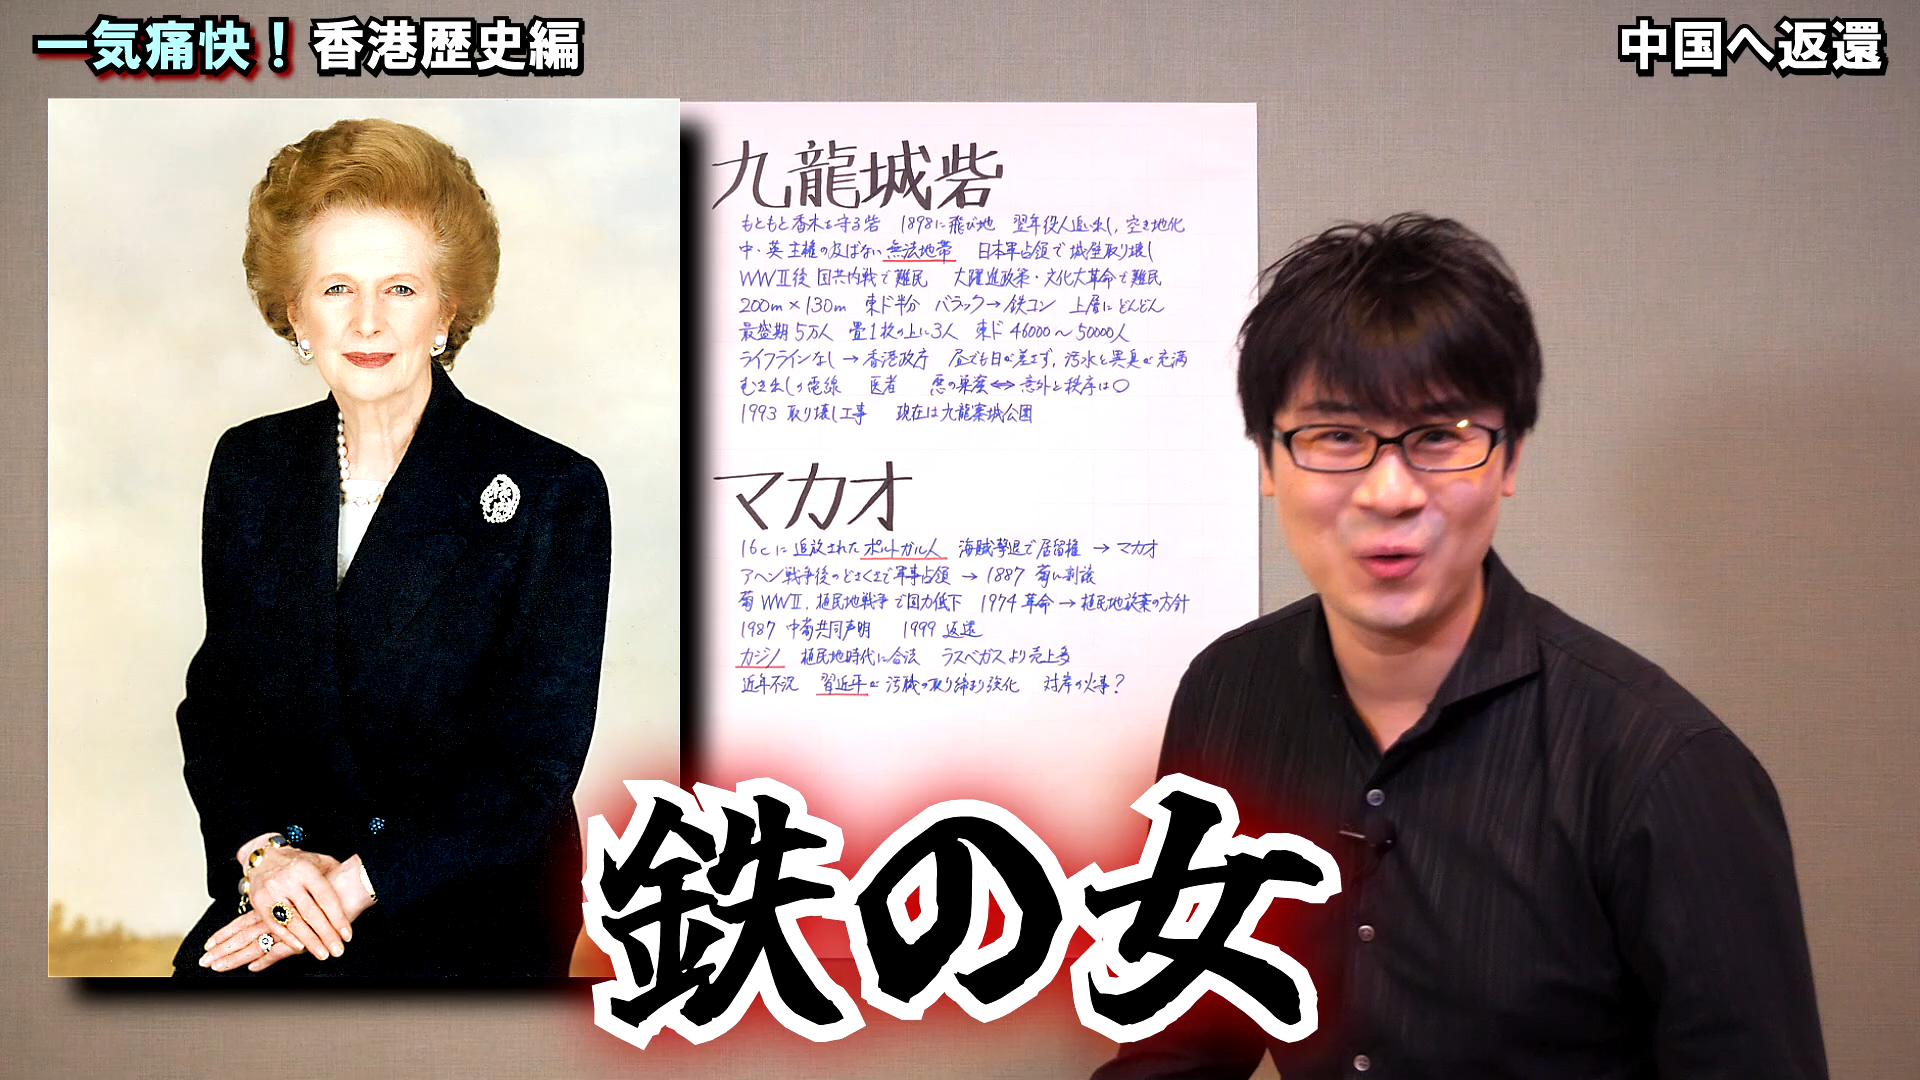 一気痛快！香港歴史編
中国へ返還
九龍城砦
もともと香木を守る砦　1898に飛び地　翌年役人追い出し，空き地化
中・英 主権の及ばない無法地帯　日本軍占領で城壁取り壊し
WWⅡ後 国共内戦で難民　大躍進政策・文化大革命で難民
200m×130m　東ド半分　バラック→鉄コン　上層にどんどん
最盛期5万人　畳1枚の上に3人　東ド 46000～50000人
ライフラインなし→香港政庁　昼でも日が差さず，汚水と異臭が充満
むき出しの電線　医者　悪の巣窟⇔意外と秩序は○
1993 取り壊し工事　現在は九龍寨城公園
マカオ
16cに追放されたポルトガル人　海賊撃退で居留権 → マカオ
アヘン戦争後のどさくさで軍事占領 → 1887 葡に割譲
葡 WWⅡ，植民地戦争で国力低下　1974 革命→植民地放棄の方針
1987 中葡共同声明　1999 返還
カジノ　植民地時代に合法　ラスベガスより売上多
近年不況　習近平が汚職の取り締まり強化　対岸の火事？
鉄の女